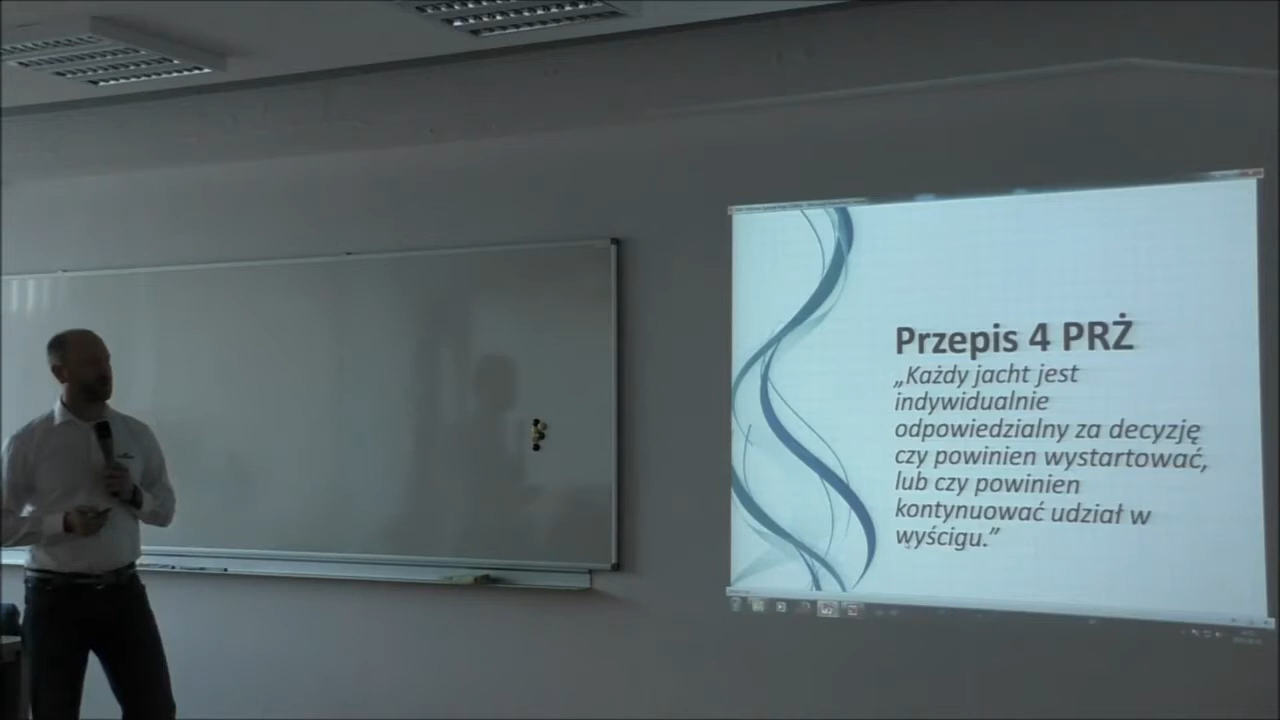 Przepis 4 PRŻ
„Każdy jacht jest
indywidualnie
odpowiedzialny za decyzję
czy powinien wystartować,
lub czy powinien
kontynuować udział w
wyścigu.”